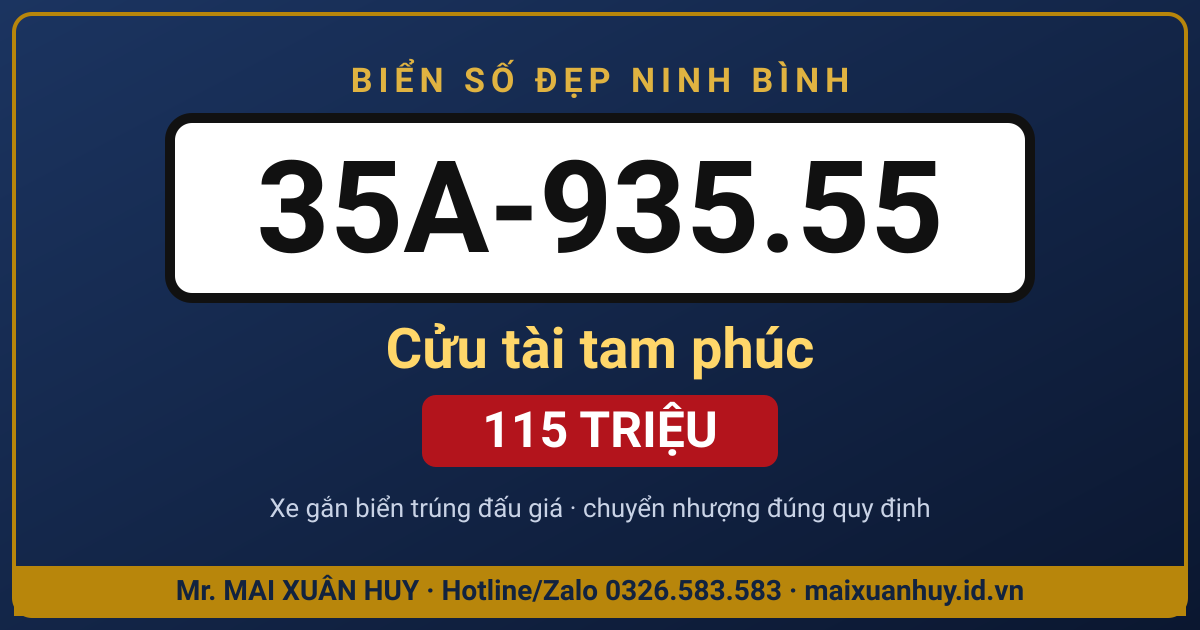 BIỂN SỐ ĐẸP NINH BÌNH
35A-935.55
Cửu tài tam phúc
115 TRIỆU
Xe gắn biển trúng đấu giá · chuyển nhượng đúng quy định
Mr. MAI XUÂN HUY · Hotline/Zalo 0326.583.583 · maixuanhuy.id.vn